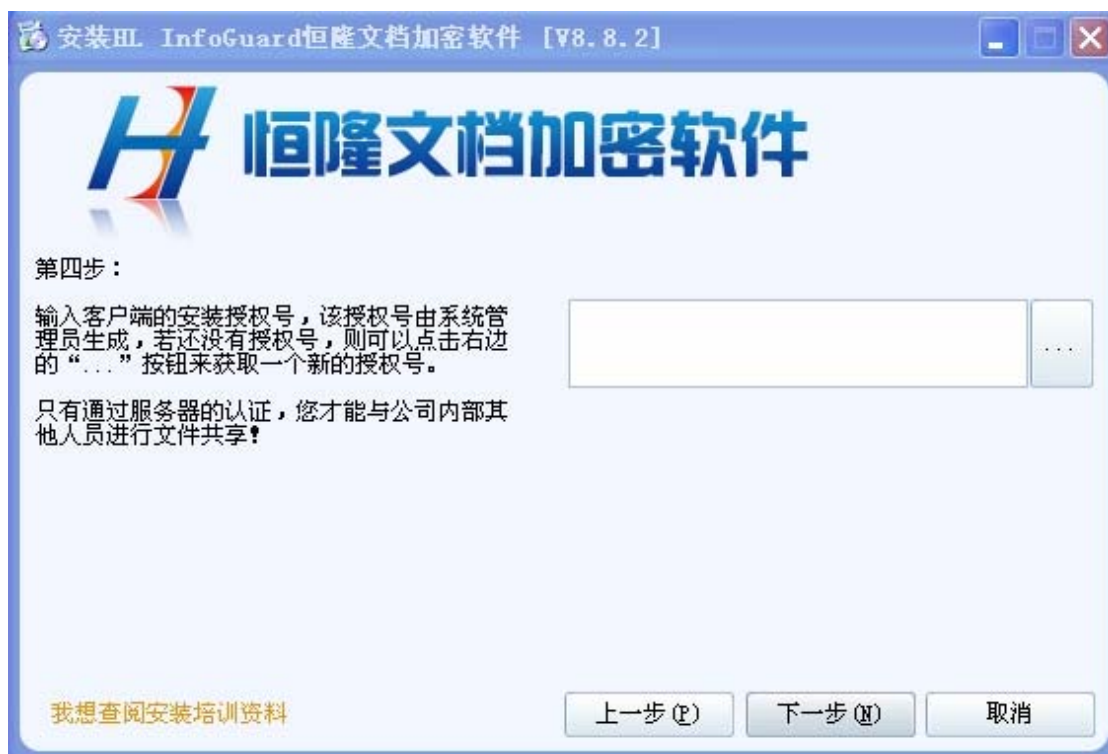 安装HL InfoGuard恒隆文档加密软件 [V8.8.2]
恒隆文档加密软件
第四步：
输入客户端的安装授权号，该授权号由系统管
理员生成，若还没有授权号，则可以点击右边
的“...”按钮来获取一个新的授权号。
...
只有通过服务器的认证，您才能与公司内部其
他人员进行文件共享！
我想查阅安装培训资料
上一步(P)
下一步(N)
取消